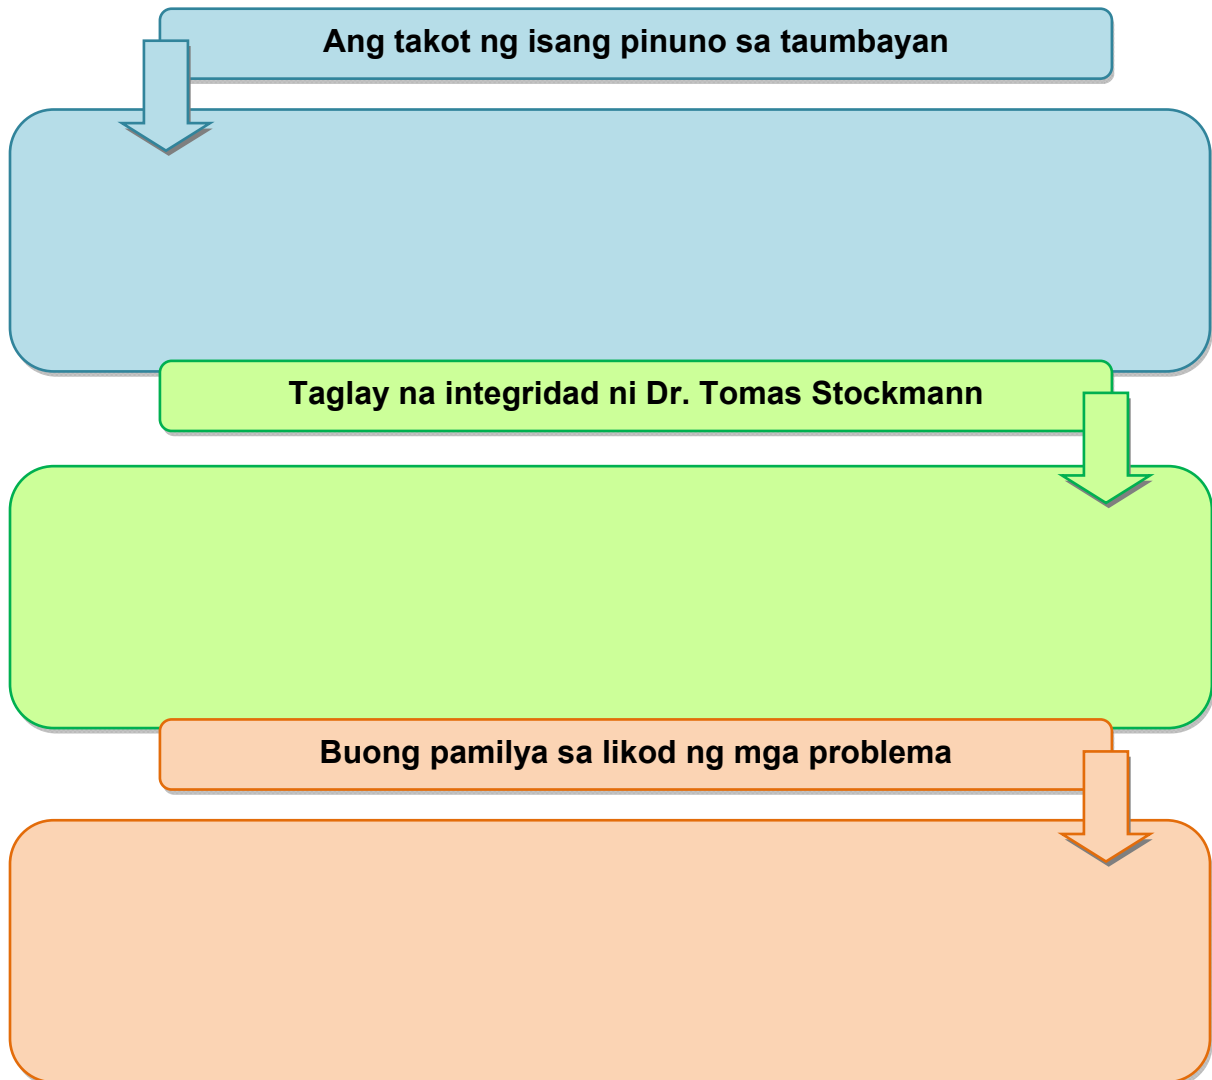 Ang takot ng isang pinuno sa taumbayan
Taglay na integridad ni Dr. Tomas Stockmann
Buong pamilya sa likod ng mga problema